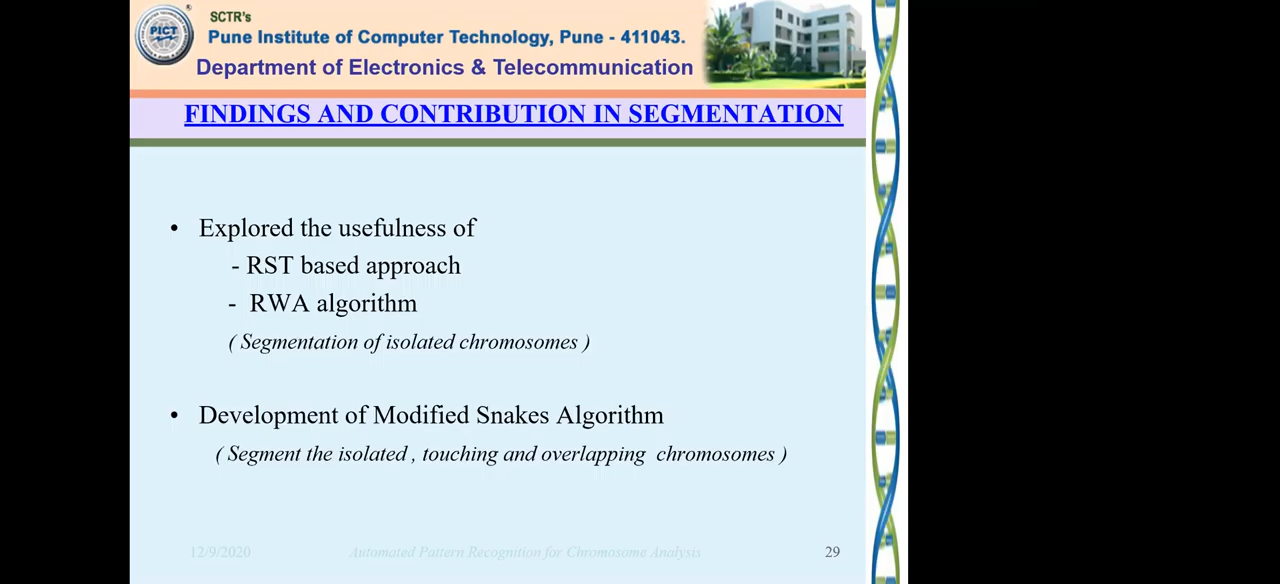 SCTR's
PICT
Pune Institute of Computer Technology, Pune - 411043.
Department of Electronics & Telecommunication
FINDINGS AND CONTRIBUTION IN SEGMENTATION
• Explored the usefulness of
- RST based approach
- RWA algorithm
( Segmentation of isolated chromosomes )
• Development of Modified Snakes Algorithm
( Segment the isolated , touching and overlapping chromosomes )
12/9/2020 Automated Pattern Recognition for Chromosome Analysis 29